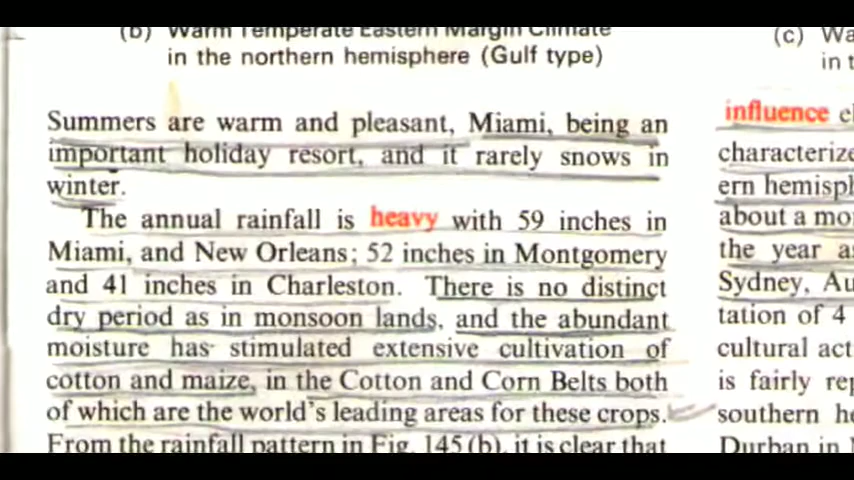 (b) Warm Temperate Eastern Margin Climate
in the northern hemisphere (Gulf type)
Summers are warm and pleasant, Miami, being an
important holiday resort, and it rarely snows in
winter.
The annual rainfall is heavy with 59 inches in
Miami, and New Orleans; 52 inches in Montgomery
and 41 inches in Charleston. There is no distinct
dry period as in monsoon lands, and the abundant
moisture has stimulated extensive cultivation of
cotton and maize, in the Cotton and Corn Belts both
of which are the world's leading areas for these crops.
From the rainfall pattern in Fig. 145(b), it is clear that
(c) Wa
in t
influence
characterize
ern hemisph
about a mo
the year as
Sydney, Au
tation of 4
cultural act
is fairly rep
southern he
Durban in